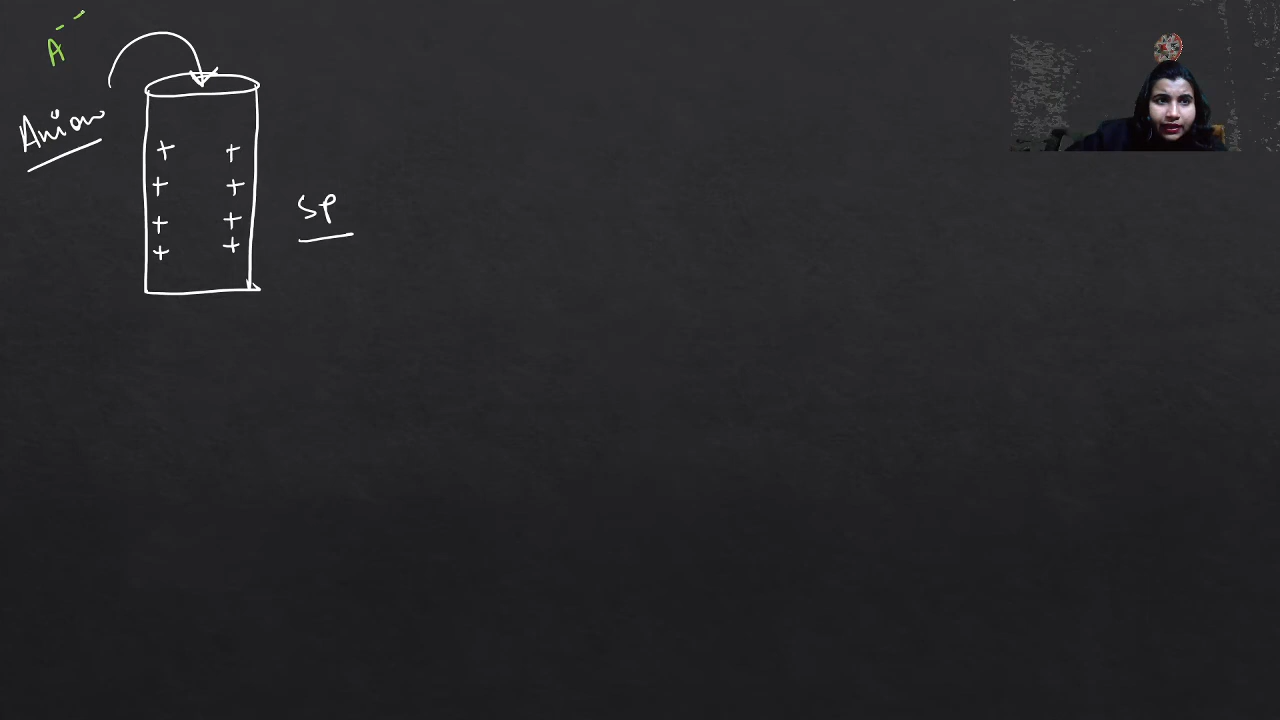 A⁻⁻
Anion
+ +
+ +
+ +
+ +
SP